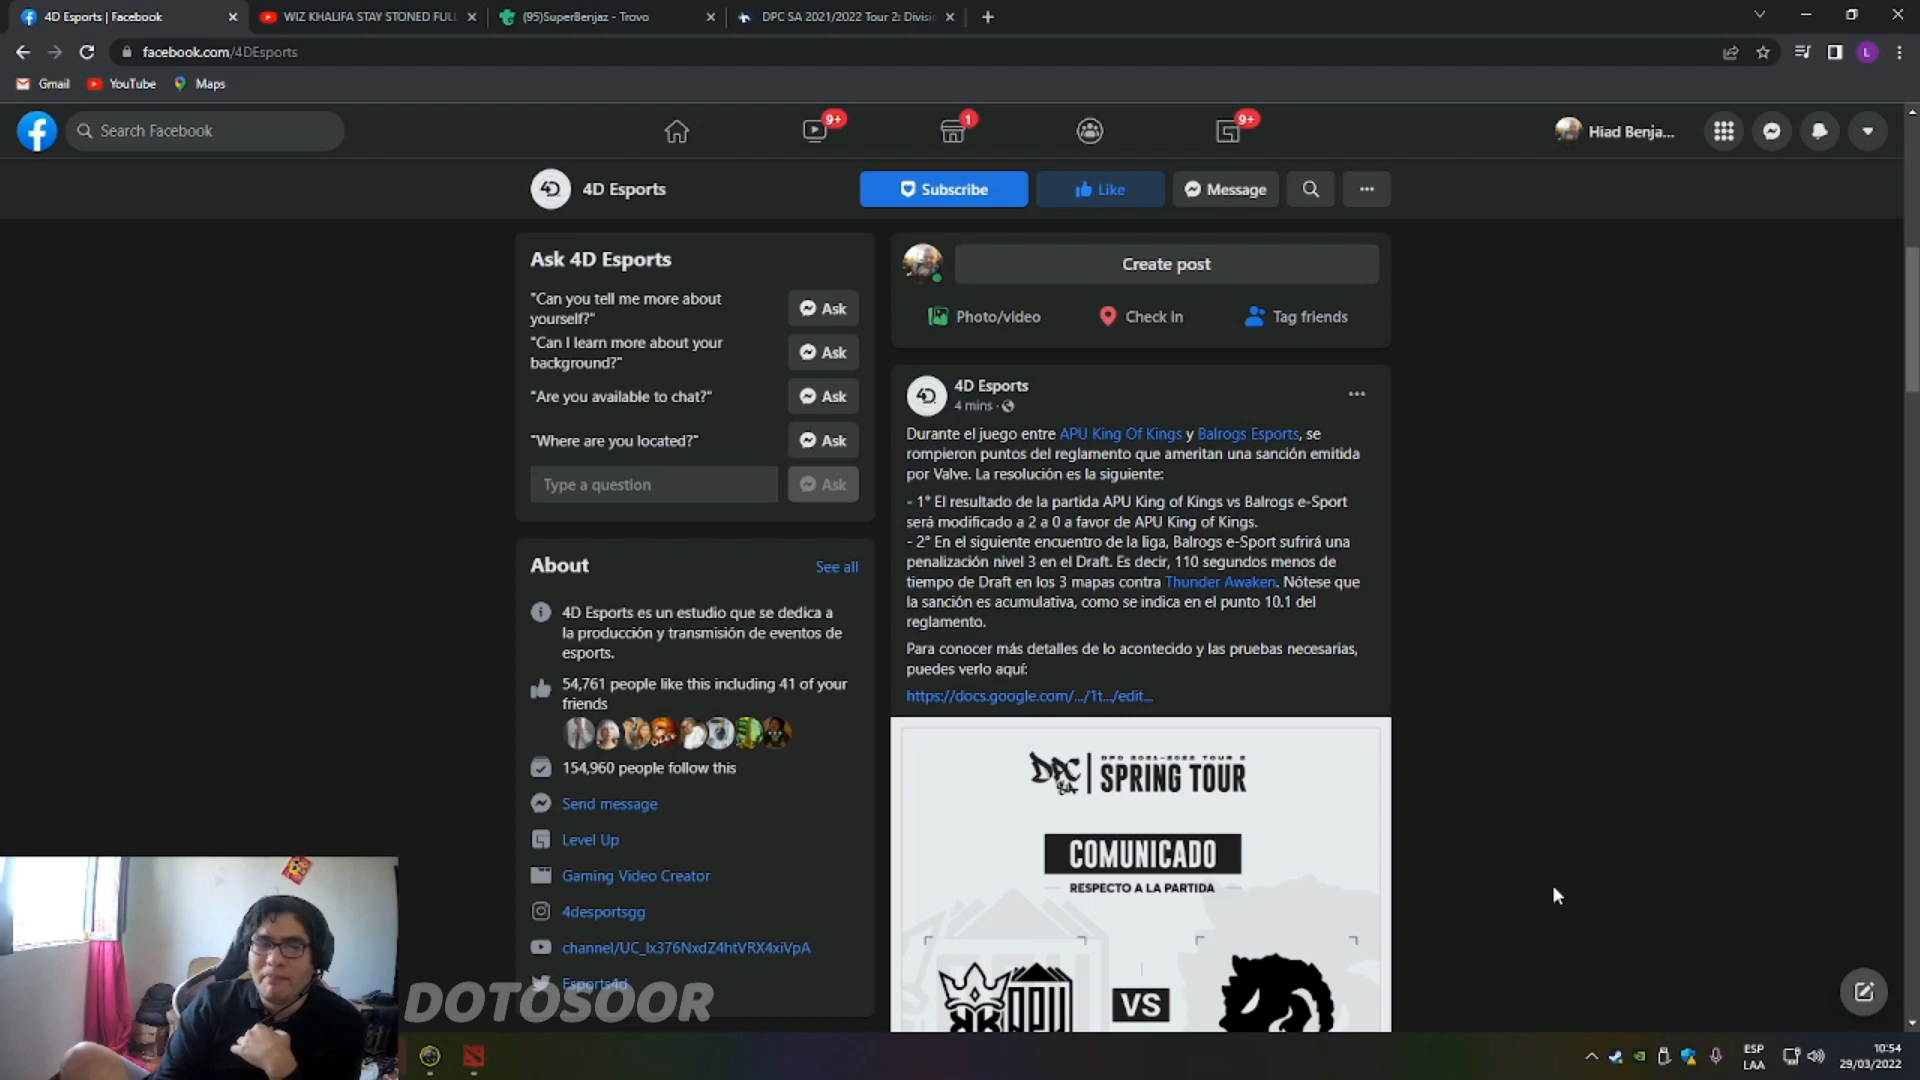 4D Esports | Facebook
WIZ KHALIFA STAY STONED FULL
(95)SuperBenjaz - Trovo
DPC SA 2021/2022 Tour 2: Divisi
facebook.com/4DEsports
L
Gmail
YouTube
Maps
Search Facebook
9+
1
9+
Hiad Benja...
4D
4D Esports
Subscribe
Like
Message
Ask 4D Esports
"Can you tell me more about
yourself?"
Ask
"Can I learn more about your
background?"
Ask
"Are you available to chat?"
Ask
"Where are you located?"
Ask
Type a question
Ask
About
See all
4D Esports es un estudio que se dedica a
la producción y transmisión de eventos de
esports.
54,761 people like this including 41 of your
friends
154,960 people follow this
Send message
Level Up
Gaming Video Creator
4desportsgg
channel/UC_lx376NxdZ4htVRX4xiVpA
Esports4d
Create post
Photo/video
Check in
Tag friends
4D
4D Esports
4 mins ·
Durante el juego entre APU King Of Kings y Balrogs Esports, se
rompieron puntos del reglamento que ameritan una sanción emitida
por Valve. La resolución es la siguiente:
- 1° El resultado de la partida APU King of Kings vs Balrogs e-Sport
será modificado a 2 a 0 a favor de APU King of Kings.
- 2° En el siguiente encuentro de la liga, Balrogs e-Sport sufrirá una
penalización nivel 3 en el Draft. Es decir, 110 segundos menos de
tiempo de Draft en los 3 mapas contra Thunder Awaken. Nótese que
la sanción es acumulativa, como se indica en el punto 10.1 del
reglamento.
Para conocer más detalles de lo acontecido y las pruebas necesarias,
puedes verlo aquí:
https://docs.google.com/.../1t.../edit...
DPC SA
DPC 2021-2022 TOUR 2
SPRING TOUR
COMUNICADO
RESPECTO A LA PARTIDA
APU
VS
DOTOSOOR
ESP
LAA
10:54
29/03/2022